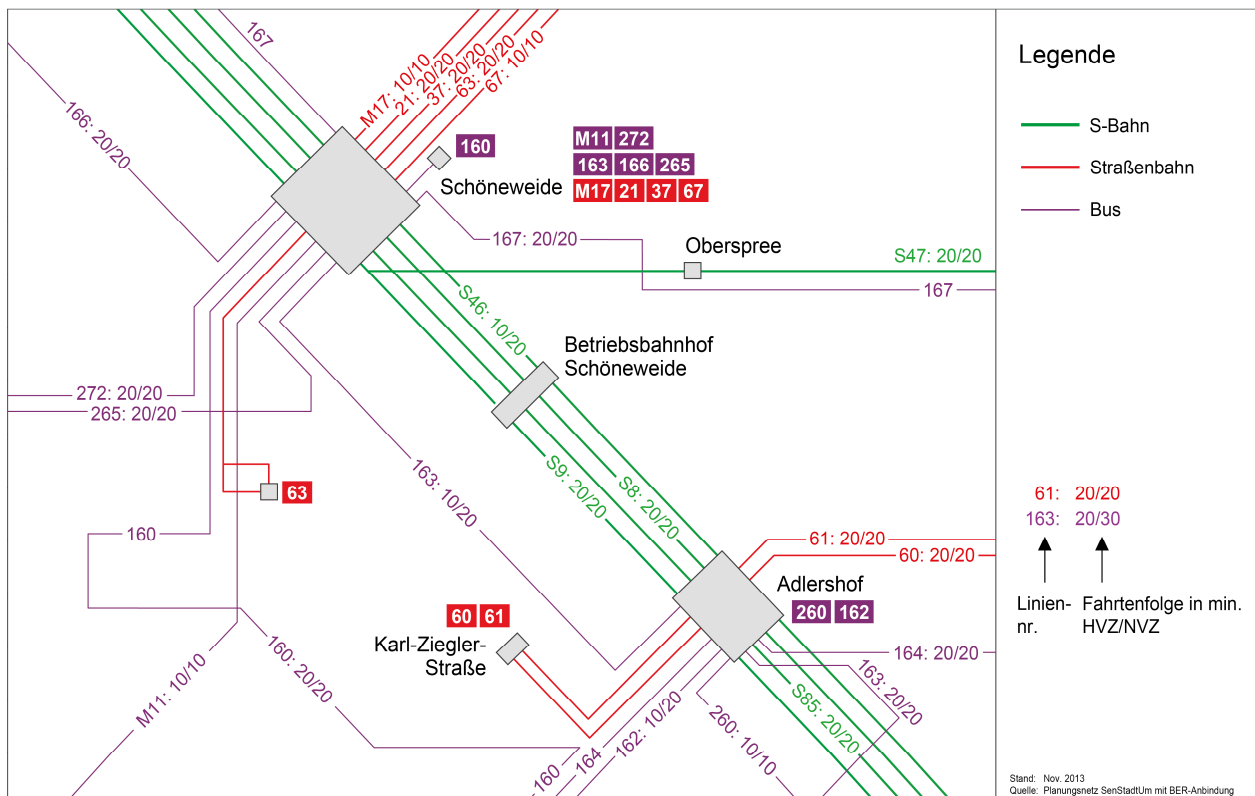 167
M17: 10/10
21: 20/20
37: 20/20
63: 20/20
67: 10/10
166: 20/20
160
M11 272
163 166 265
M17 21 37 67
Schöneweide
167: 20/20
Oberspree
S47: 20/20
167
S46: 10/20
Betriebsbahnhof
Schöneweide
272: 20/20
265: 20/20
163: 10/20
S9: 20/20
S8: 20/20
63
160
61: 20/20
60: 20/20
Adlershof
260 162
60 61
Karl-Ziegler-
Straße
164: 20/20
163: 20/20
160: 20/20
M11: 10/10
S85: 20/20
160
164
162: 10/20
260: 10/10
Legende
S-Bahn
Straßenbahn
Bus
61: 20/20
163: 20/30
Linien- Fahrtenfolge in min.
nr. HVZ/NVZ
Stand: Nov. 2013
Quelle: Planungsnetz SenStadtUm mit BER-Anbindung